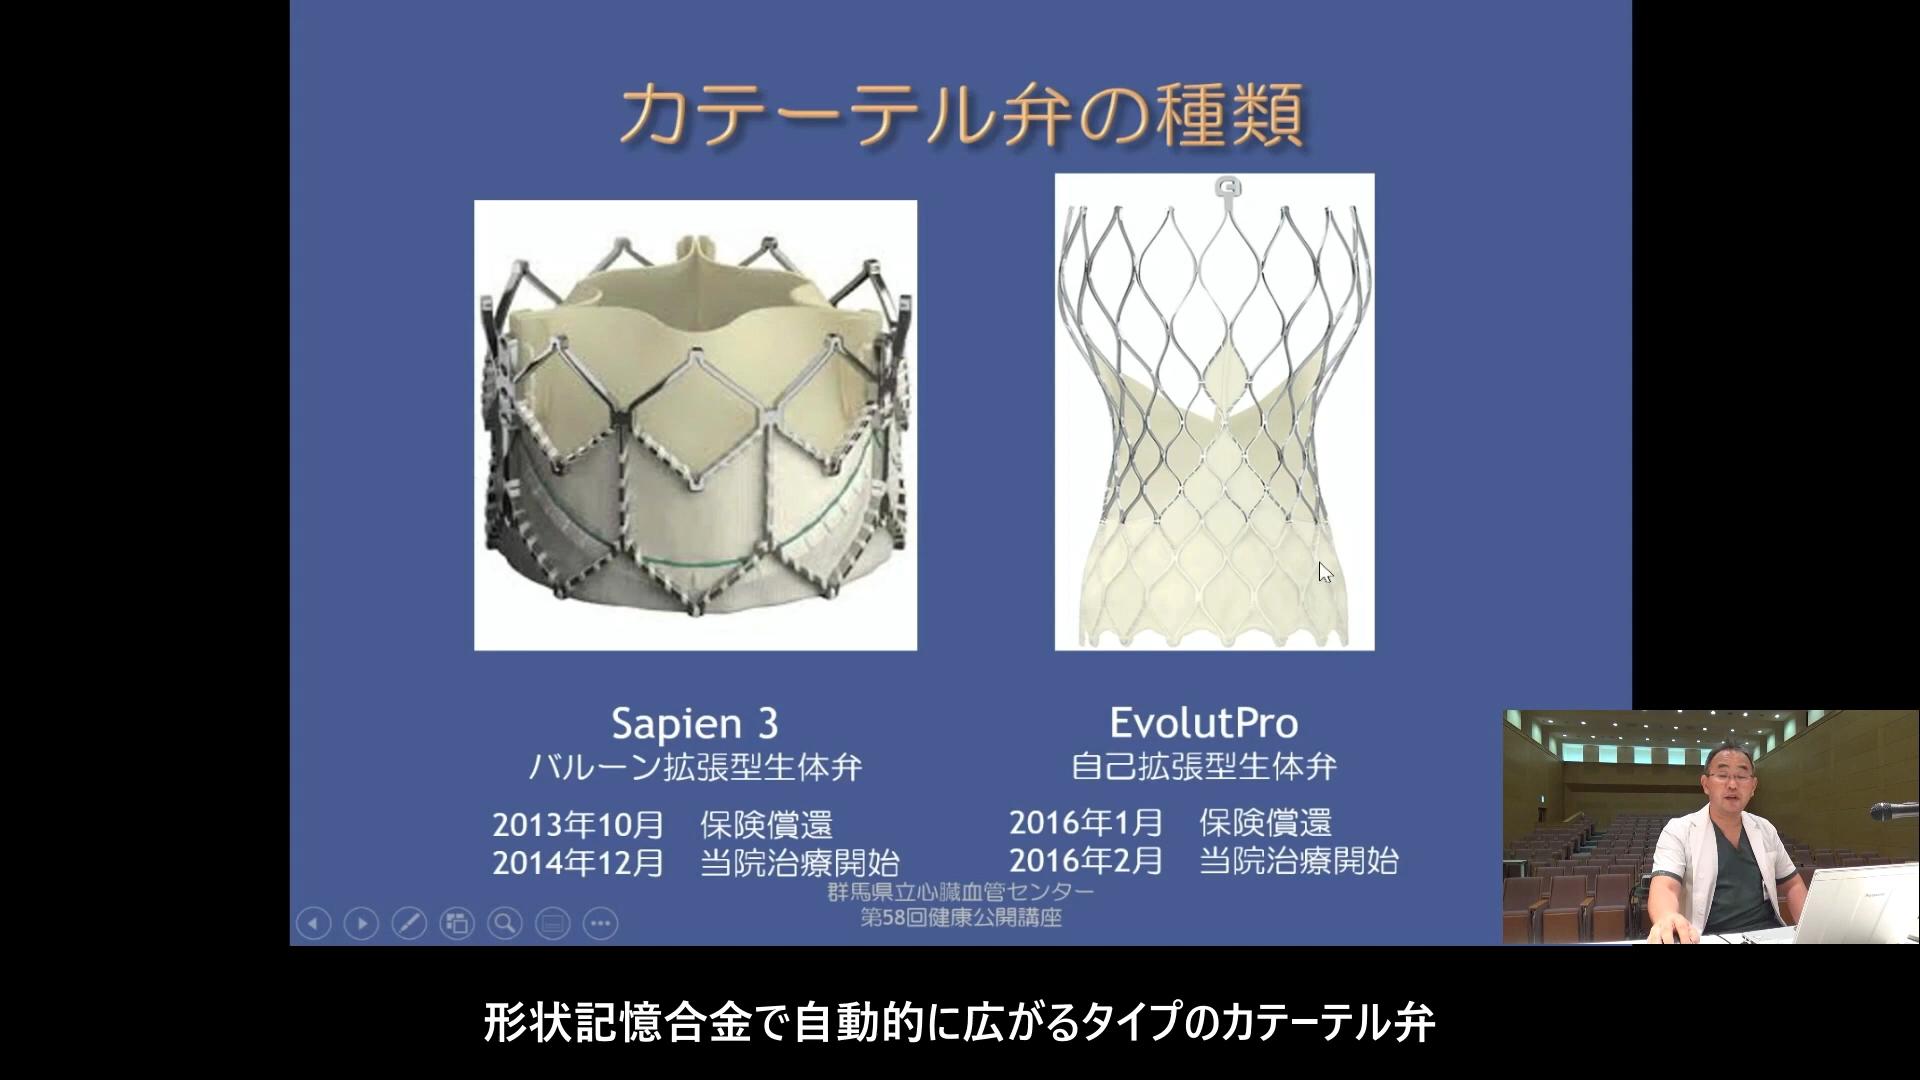 カテーテル弁の種類
Sapien 3
バルーン拡張型生体弁
2013年10月 保険償還
2014年12月 当院治療開始
EvolutPro
自己拡張型生体弁
2016年1月 保険償還
2016年2月 当院治療開始
群馬県立心臓血管センター
第58回健康公開講座
形状記憶合金で自動的に広がるタイプのカテーテル弁